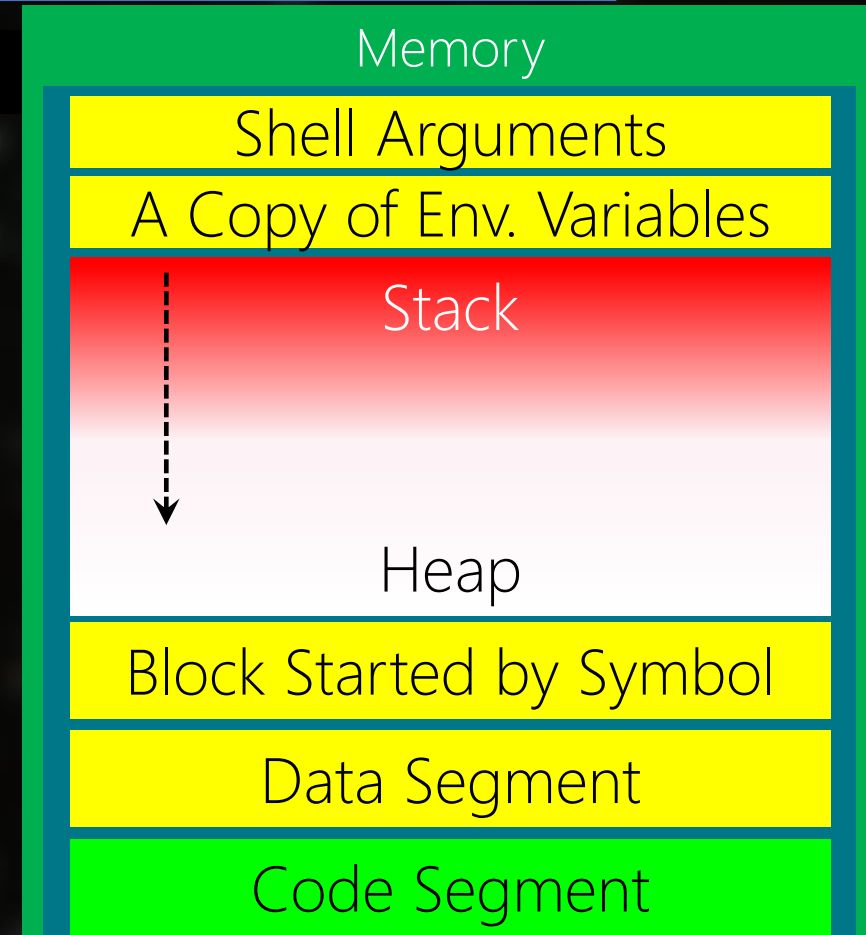 Memory
Shell Arguments
A Copy of Env. Variables
Stack
Heap
Block Started by Symbol
Data Segment
Code Segment